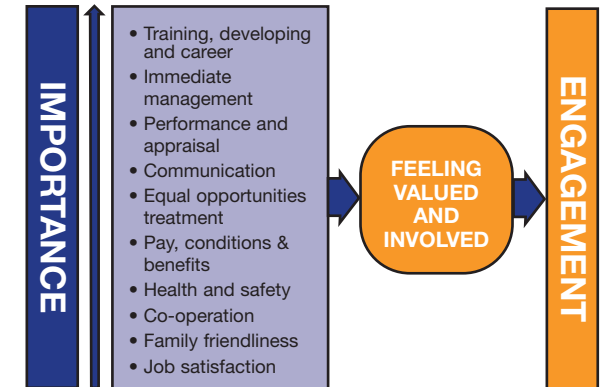 IMPORTANCE
• Training, developing
and career
• Immediate
management
• Performance and
appraisal
• Communication
• Equal opportunities
treatment
• Pay, conditions &
benefits
• Health and safety
• Co-operation
• Family friendliness
• Job satisfaction
FEELING
VALUED
AND
INVOLVED
ENGAGEMENT